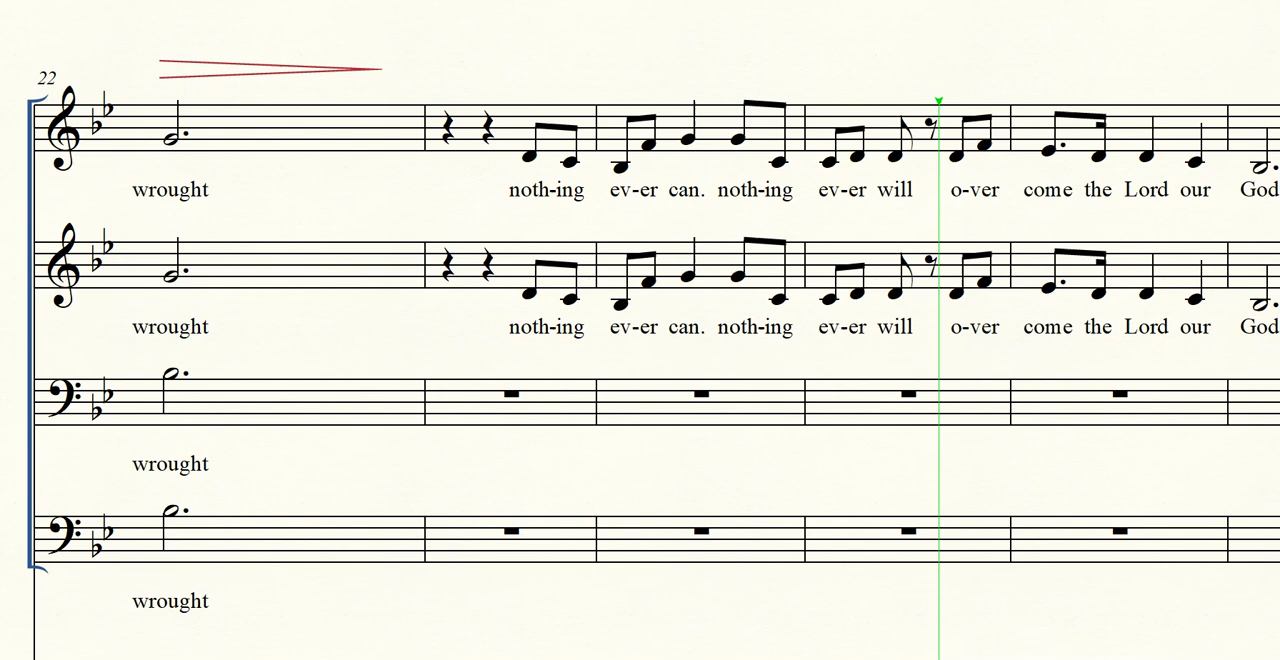 22
wrought noth-ing ev-er can. noth-ing ev-er will o-ver come the Lord our God
wrought noth-ing ev-er can. noth-ing ev-er will o-ver come the Lord our God
wrought
wrought